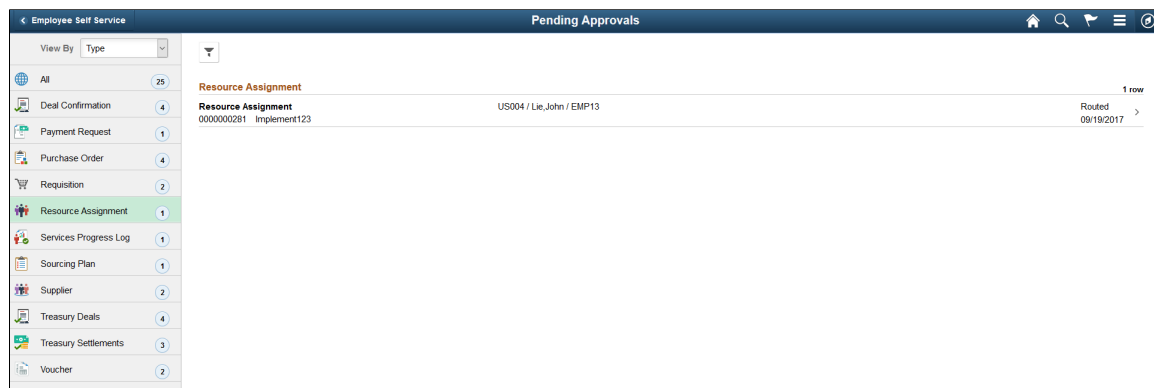 Employee Self Service
Pending Approvals
View By Type
All 25
Deal Confirmation 4
Payment Request 1
Purchase Order 4
Requisition 2
Resource Assignment 1
Services Progress Log 1
Sourcing Plan 1
Supplier 2
Treasury Deals 4
Treasury Settlements 3
Voucher 2
Resource Assignment 1 row
Resource Assignment US004 / Lie,John / EMP13 Routed
0000000281 Implement123 09/19/2017